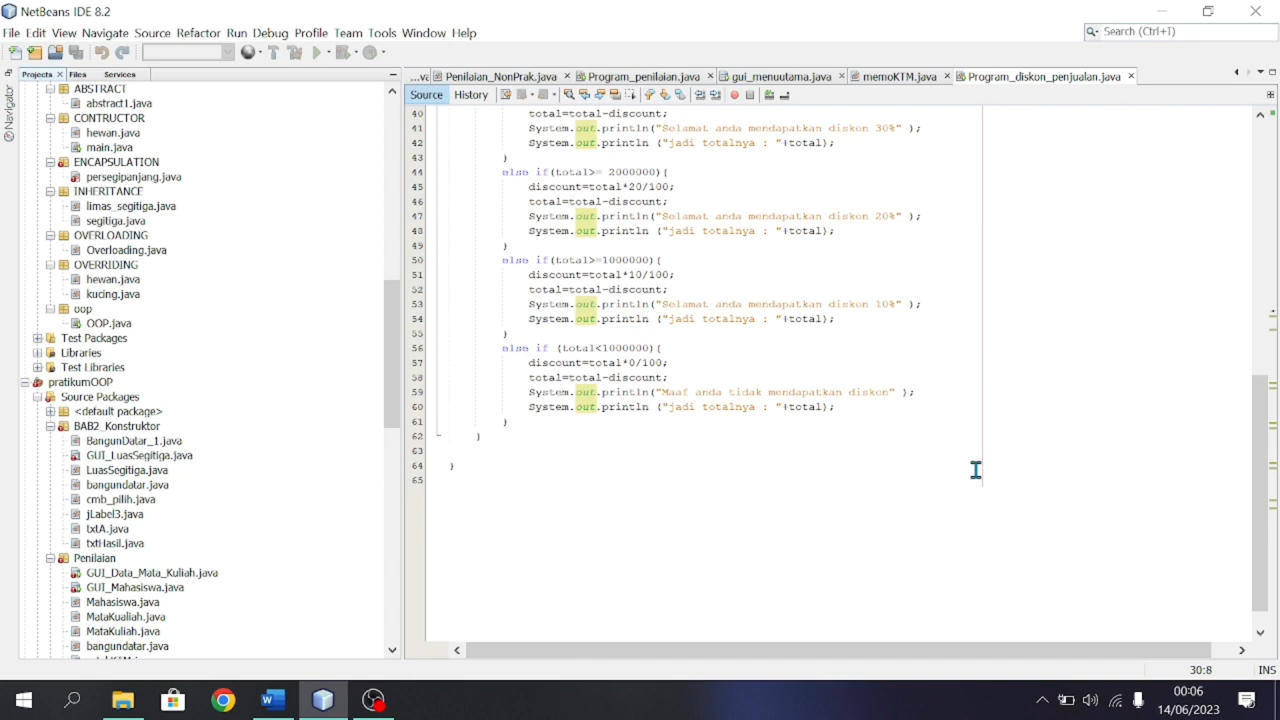 NetBeans IDE 8.2
File Edit View Navigate Source Refactor Run Debug Profile Team Tools Window Help
Search (Ctrl+I)
Projects Files Services
Penilaian_NonPrak.java Program_penilaian.java gui_menuutama.java memoKTM.java Program_diskon_penjualan.java
Source History
Navigator
ABSTRACT
abstract1.java
CONTRUCTOR
hewan.java
main.java
ENCAPSULATION
persegipanjang.java
INHERITANCE
limas_segitiga.java
segitiga.java
OVERLOADING
Overloading.java
OVERRIDING
hewan.java
kucing.java
oop
OOP.java
Test Packages
Libraries
Test Libraries
pratikumOOP
Source Packages
<default package>
BAB2_Konstruktor
BangunDatar_1.java
GUI_LuasSegitiga.java
LuasSegitiga.java
bangundatar.java
cmb_pilih.java
jLabel3.java
txtA.java
txtHasil.java
Penilaian
GUI_Data_Mata_Kuliah.java
GUI_Mahasiswa.java
Mahasiswa.java
MataKualiah.java
MataKuliah.java
bangundatar.java
40 total=total-discount;
41 System.out.println("Selamat anda mendapatkan diskon 30%" );
42 System.out.println ("jadi totalnya : "+total);
43 }
44 else if(total>= 2000000){
45 discount=total*20/100;
46 total=total-discount;
47 System.out.println("Selamat anda mendapatkan diskon 20%" );
48 System.out.println ("jadi totalnya : "+total);
49 }
50 else if(total>=1000000){
51 discount=total*10/100;
52 total=total-discount;
53 System.out.println("Selamat anda mendapatkan diskon 10%" );
54 System.out.println ("jadi totalnya : "+total);
55 }
56 else if (total<1000000){
57 discount=total*0/100;
58 total=total-discount;
59 System.out.println("Maaf anda tidak mendapatkan diskon" );
60 System.out.println ("jadi totalnya : "+total);
61 }
62 }
63
64 }
65
30:8 INS
00:06
14/06/2023